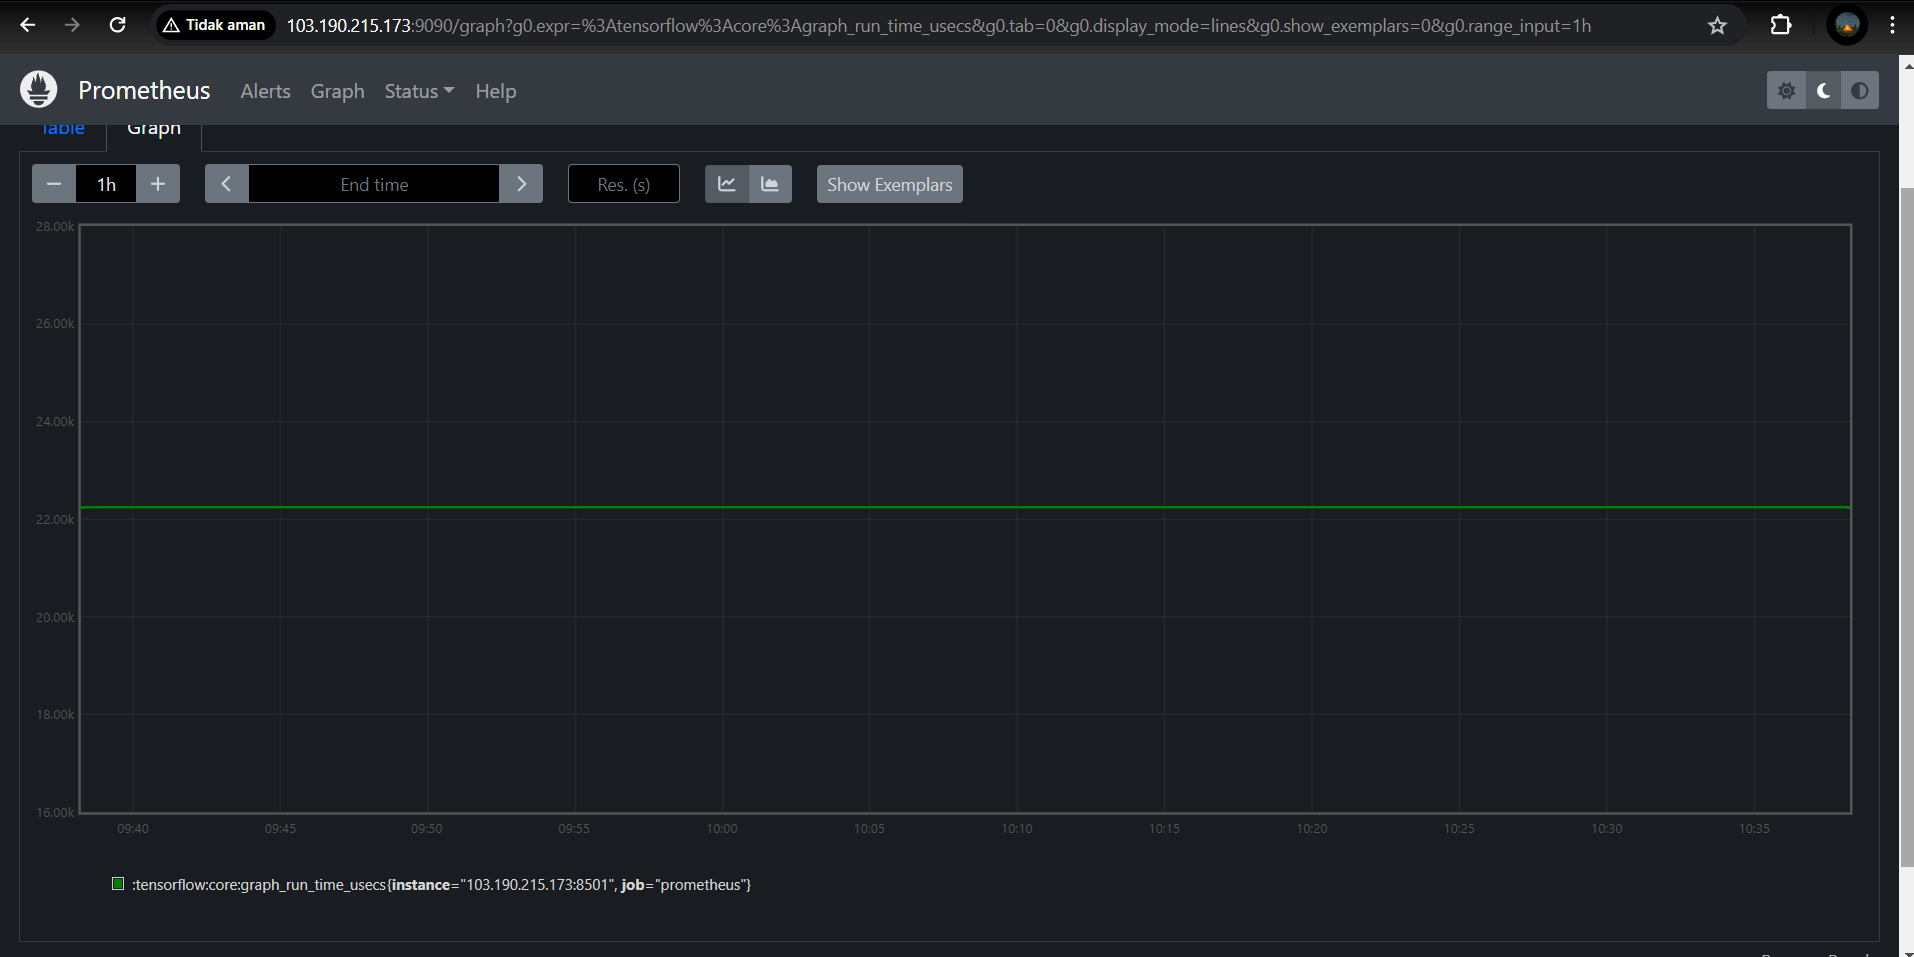 Tidak aman 103.190.215.173:9090/graph?g0.expr=%3Atensorflow%3Acore%3Agraph_run_time_usecs&g0.tab=0&g0.display_mode=lines&g0.show_exemplars=0&g0.range_input=1h
Prometheus Alerts Graph Status Help
Table Graph
1h End time Res. (s) Show Exemplars
28.00k
26.00k
24.00k
22.00k
20.00k
18.00k
16.00k
09:40 09:45 09:50 09:55 10:00 10:05 10:10 10:15 10:20 10:25 10:30 10:35
:tensorflow:core:graph_run_time_usecs{instance="103.190.215.173:8501", job="prometheus"}